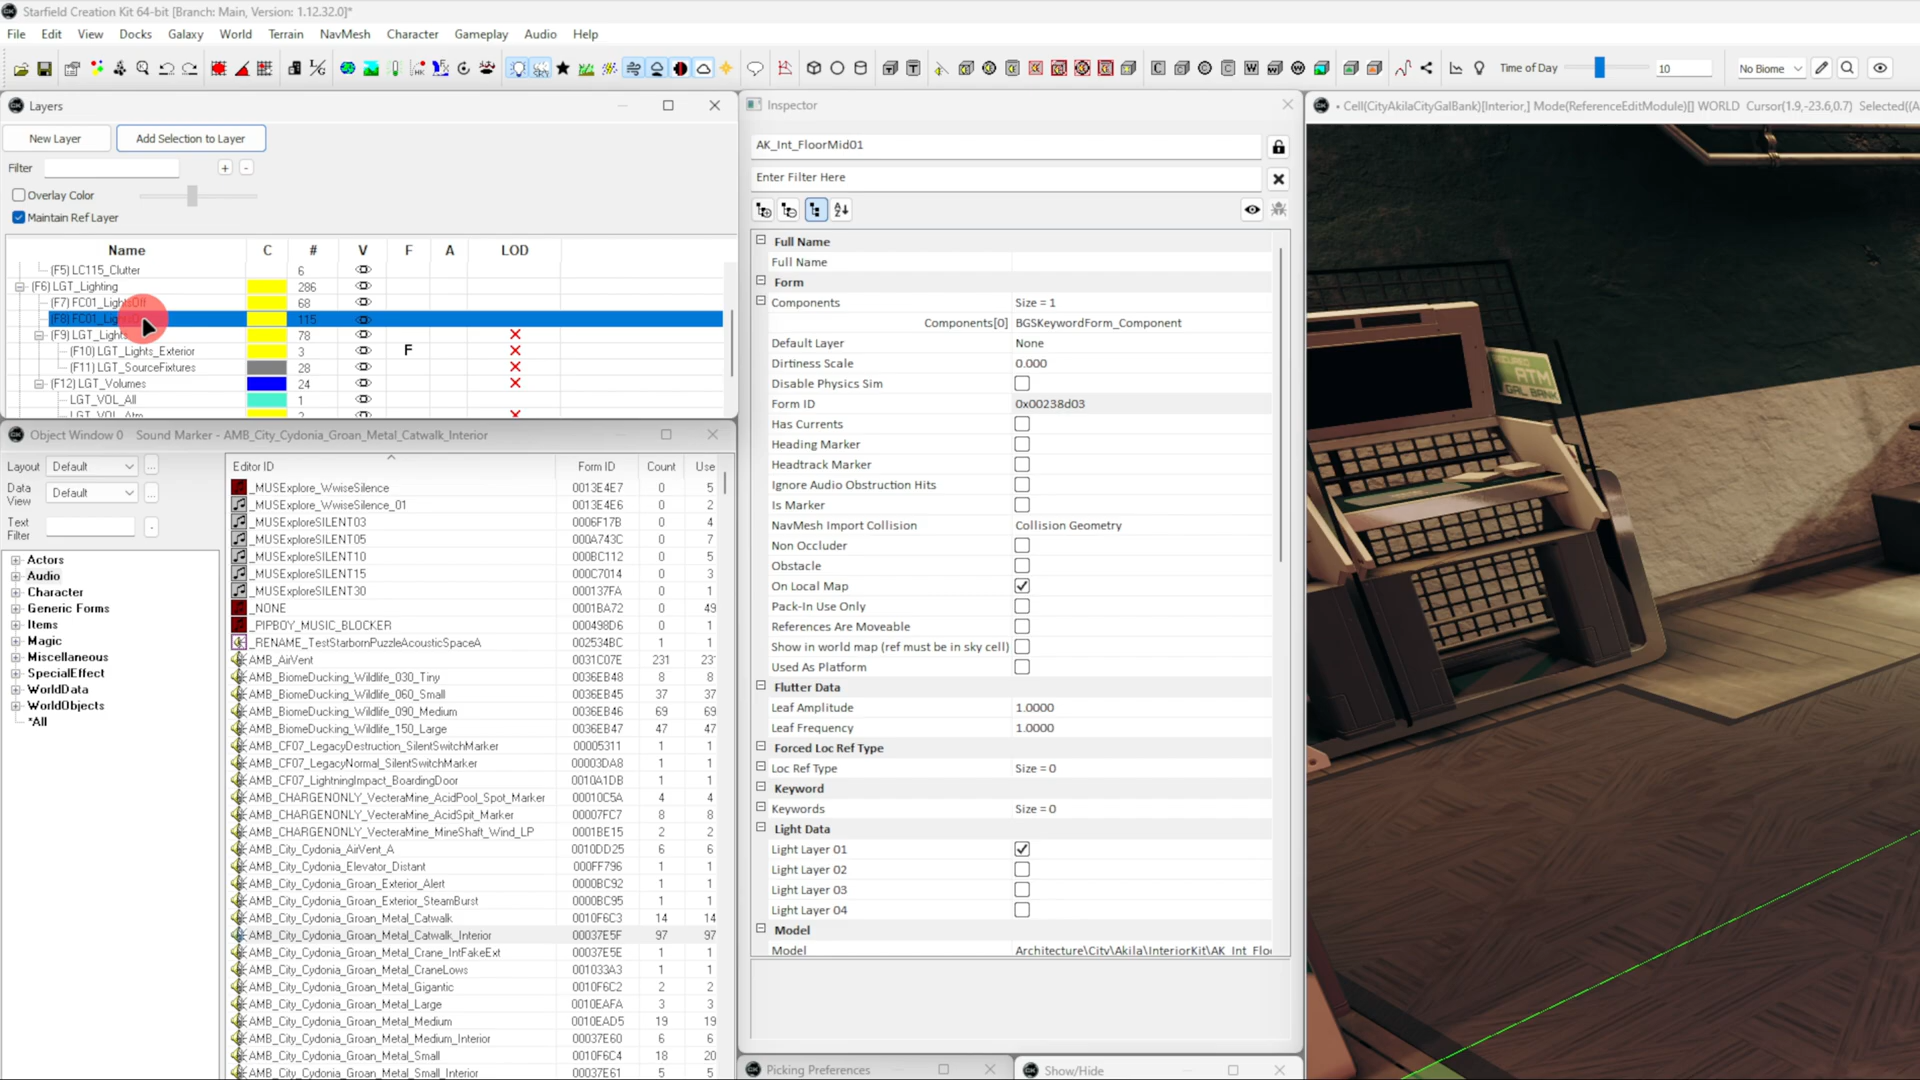 Starfield Creation Kit 64-bit [Branch: Main, Version: 1.12.32.0]*
File Edit View Docks Galaxy World Terrain NavMesh Character Gameplay Audio Help
Time of Day 10 No Biome
Layers
New Layer Add Selection to Layer
Filter + -
Overlay Color
Maintain Ref Layer
Name C # V F A LOD
(F5) LC115_Clutter 6
(F6) LGT_Lighting 286
(F7) FC01_LightsOff 68
(F8) FC01_ 115
(F9) LGT_Lights 78
(F10) LGT_Lights_Exterior 3 F
(F11) LGT_SourceFixtures 28
(F12) LGT_Volumes 24
LGT_VOL_All 1
LGT_VOL_Atm 2
Object Window 0 Sound Marker - AMB_City_Cydonia_Groan_Metal_Catwalk_Interior
Layout Default ...
Data View Default ...
Text Filter -
Actors
Audio
Character
Generic Forms
Items
Magic
Miscellaneous
SpecialEffect
WorldData
WorldObjects
*All
Editor ID Form ID Count Use
_MUSExplore_WwiseSilence 0013E4E7 0 5
_MUSExplore_WwiseSilence_01 0013E4E6 0 2
_MUSExploreSILENT03 0006F17B 0 4
_MUSExploreSILENT05 000A743C 0 7
_MUSExploreSILENT10 000BC112 0 5
_MUSExploreSILENT15 000C7014 0 3
_MUSExploreSILENT30 000137FA 0 1
_NONE 0001BA72 0 49
_PIPBOY_MUSIC_BLOCKER 000498D6 0 1
_RENAME_TestStarbornPuzzleAcousticSpaceA 002534BC 1 1
AMB_AirVent 0031C07E 231 23
AMB_BiomeDucking_Wildlife_030_Tiny 0036EB48 8 8
AMB_BiomeDucking_Wildlife_060_Small 0036EB45 37 37
AMB_BiomeDucking_Wildlife_090_Medium 0036EB46 69 69
AMB_BiomeDucking_Wildlife_150_Large 0036EB47 47 47
AMB_CF07_LegacyDestruction_SilentSwitchMarker 00005311 1 1
AMB_CF07_LegacyNormal_SilentSwitchMarker 00003DA8 1 1
AMB_CF07_LightningImpact_BoardingDoor 0010A1DB 1 1
AMB_CHARGENONLY_VecteraMine_AcidPool_Spot_Marker 00010C5A 4 4
AMB_CHARGENONLY_VecteraMine_AcidSpit_Marker 00007FC7 8 8
AMB_CHARGENONLY_VecteraMine_MineShaft_Wind_LP 0001BE15 2 2
AMB_City_Cydonia_AirVent_A 0010DD25 6 6
AMB_City_Cydonia_Elevator_Distant 000FF796 1 1
AMB_City_Cydonia_Groan_Exterior_Alert 0000BC92 1 1
AMB_City_Cydonia_Groan_Exterior_SteamBurst 0000BC95 1 1
AMB_City_Cydonia_Groan_Metal_Catwalk 0010F6C3 14 14
AMB_City_Cydonia_Groan_Metal_Catwalk_Interior 00037E5F 97 97
AMB_City_Cydonia_Groan_Metal_Crane_IntFakeExt 00037E5E 1 1
AMB_City_Cydonia_Groan_Metal_CraneLows 001033A3 1 1
AMB_City_Cydonia_Groan_Metal_Gigantic 0010F6C2 2 2
AMB_City_Cydonia_Groan_Metal_Large 0010EAFA 3 3
AMB_City_Cydonia_Groan_Metal_Medium 0010EAD5 19 19
AMB_City_Cydonia_Groan_Metal_Medium_Interior 00037E60 6 6
AMB_City_Cydonia_Groan_Metal_Small 0010F6C4 18 20
AMB_City_Cydonia_Groan_Metal_Small_Interior 00037E61 5 5
Inspector
AK_Int_FloorMid01
Enter Filter Here
Full Name
Full Name
Form
Components Size = 1
Components[0] BGSKeywordForm_Component
Default Layer None
Dirtiness Scale 0.000
Disable Physics Sim
Form ID 0x00238d03
Has Currents
Heading Marker
Headtrack Marker
Ignore Audio Obstruction Hits
Is Marker
NavMesh Import Collision Collision Geometry
Non Occluder
Obstacle
On Local Map
Pack-In Use Only
References Are Moveable
Show in world map (ref must be in sky cell)
Used As Platform
Flutter Data
Leaf Amplitude 1.0000
Leaf Frequency 1.0000
Forced Loc Ref Type
Loc Ref Type Size = 0
Keyword
Keywords Size = 0
Light Data
Light Layer 01
Light Layer 02
Light Layer 03
Light Layer 04
Model
Model Architecture\City\Akila\InteriorKit\AK_Int_Flo
Picking Preferences
Show/Hide
• Cell(CityAkilaCityGalBank)[Interior,] Mode(ReferenceEditModule)[] WORLD Cursor(1.9,-23.6,0.7) Selected((A
ATM
GAL BANK